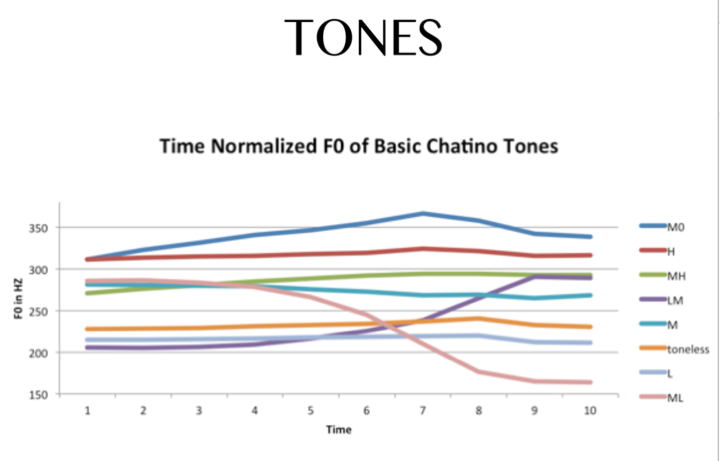 TONES
Time Normalized F0 of Basic Chatino Tones
F0 in HZ
350
300
250
200
150
1 2 3 4 5 6 7 8 9 10
Time
M0
H
MH
LM
M
toneless
L
ML